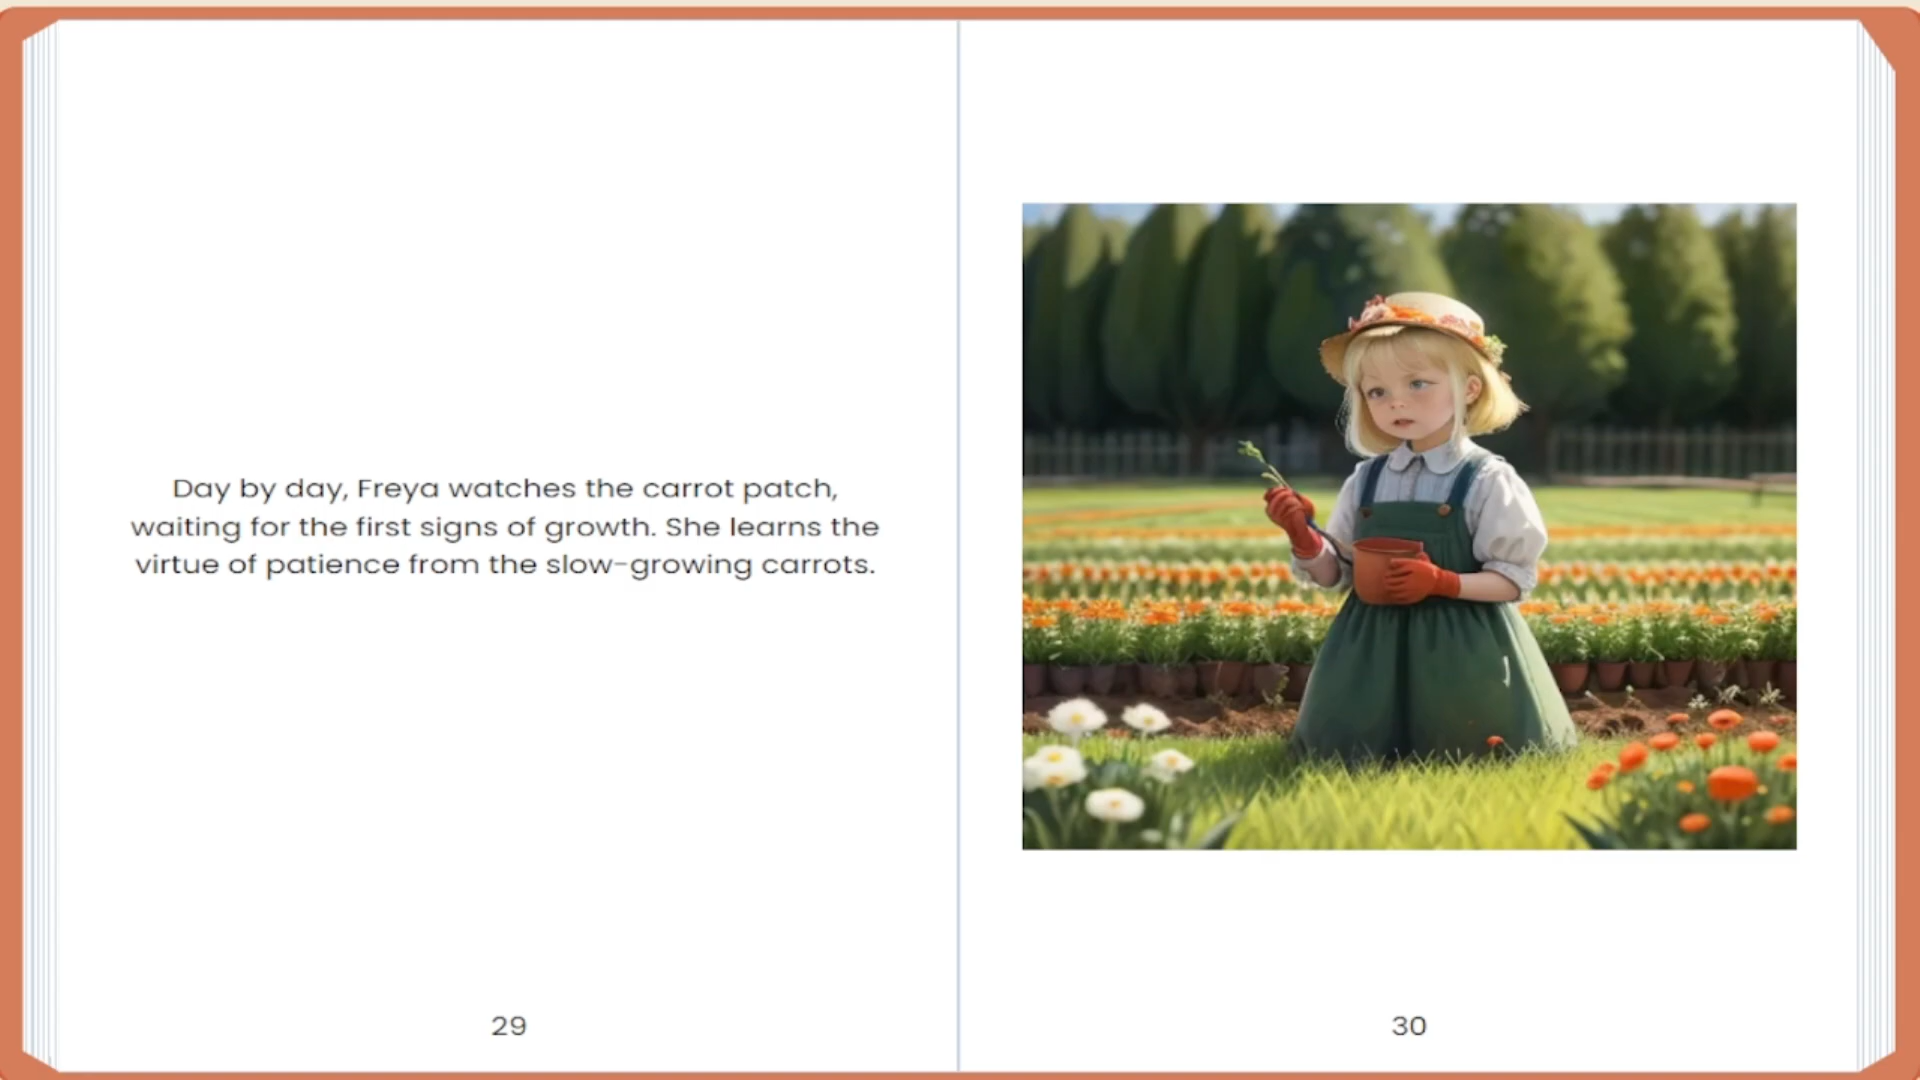 Day by day, Freya watches the carrot patch,
waiting for the first signs of growth. She learns the
virtue of patience from the slow-growing carrots.
29
30